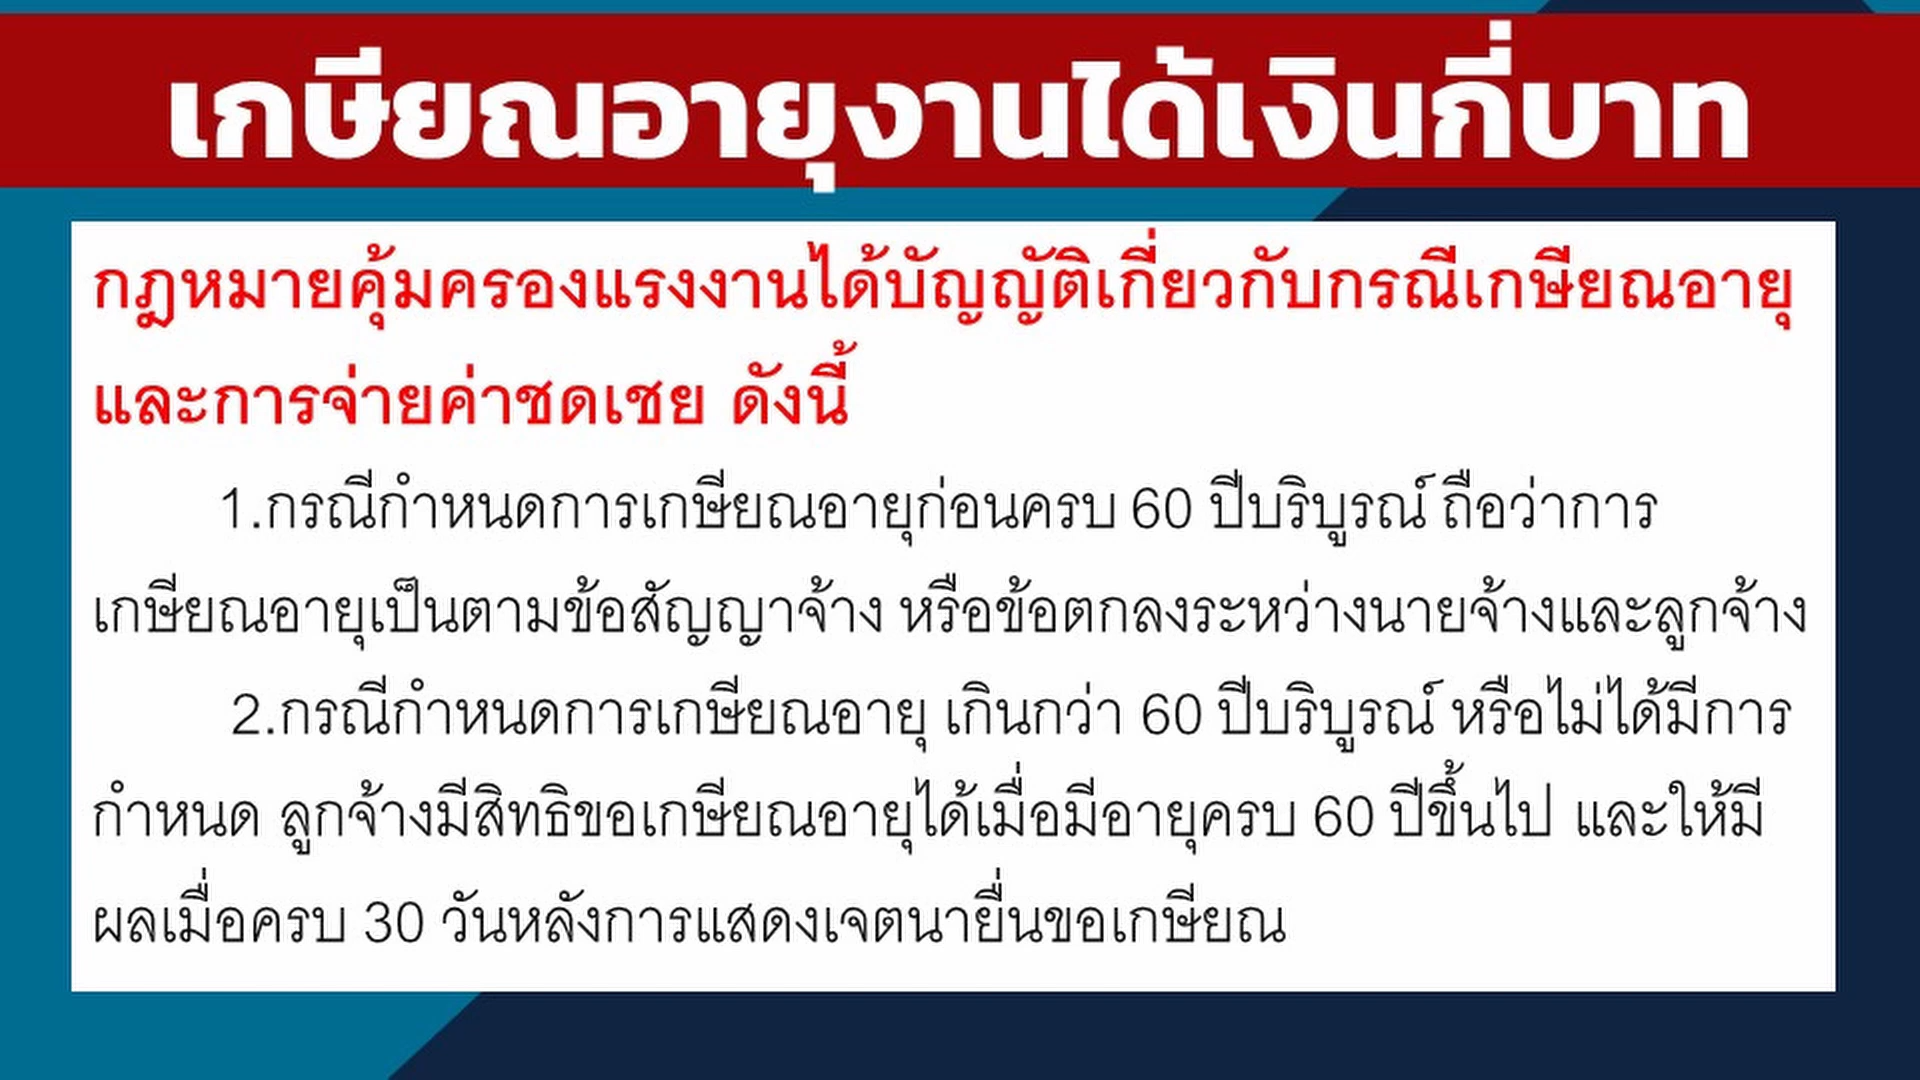 เกษียณอายุงานได้เงินกี่บาท
กฎหมายคุ้มครองแรงงานได้บัญญัติเกี่ยวกับกรณีเกษียณอายุ
และการจ่ายค่าชดเชย ดังนี้
1.กรณีกำหนดการเกษียณอายุก่อนครบ 60 ปีบริบูรณ์ ถือว่าการ
เกษียณอายุเป็นตามข้อสัญญาจ้าง หรือข้อตกลงระหว่างนายจ้างและลูกจ้าง
2.กรณีกำหนดการเกษียณอายุ เกินกว่า 60 ปีบริบูรณ์ หรือไม่ได้มีการ
กำหนด ลูกจ้างมีสิทธิขอเกษียณอายุได้เมื่อมีอายุครบ 60 ปีขึ้นไป และให้มี
ผลเมื่อครบ 30 วันหลังการแสดงเจตนายื่นขอเกษียณ